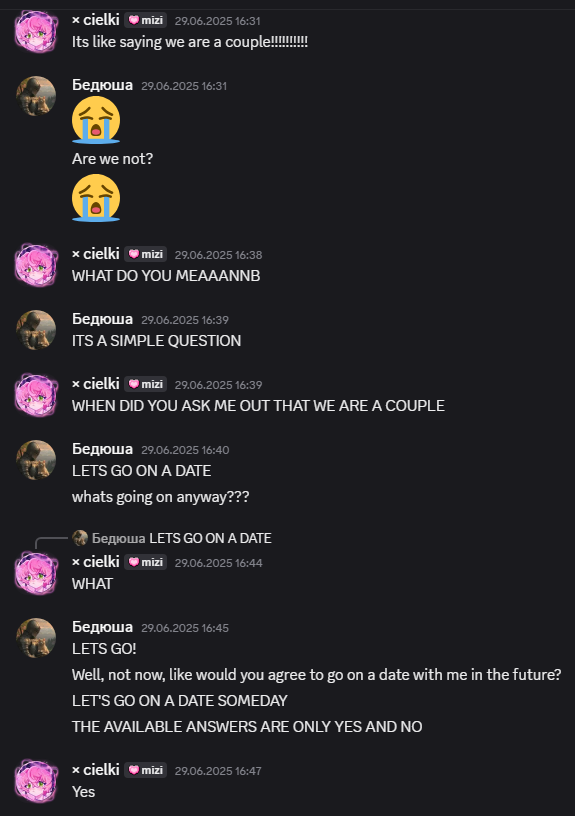 × cielki mizi 29.06.2025 16:31
Its like saying we are a couple!!!!!!!!!!
Бедюша 29.06.2025 16:31
Are we not?
× cielki mizi 29.06.2025 16:38
WHAT DO YOU MEAAANNB
Бедюша 29.06.2025 16:39
ITS A SIMPLE QUESTION
× cielki mizi 29.06.2025 16:39
WHEN DID YOU ASK ME OUT THAT WE ARE A COUPLE
Бедюша 29.06.2025 16:40
LETS GO ON A DATE
whats going on anyway???
Бедюша LETS GO ON A DATE
× cielki mizi 29.06.2025 16:44
WHAT
Бедюша 29.06.2025 16:45
LETS GO!
Well, not now, like would you agree to go on a date with me in the future?
LET'S GO ON A DATE SOMEDAY
THE AVAILABLE ANSWERS ARE ONLY YES AND NO
× cielki mizi 29.06.2025 16:47
Yes